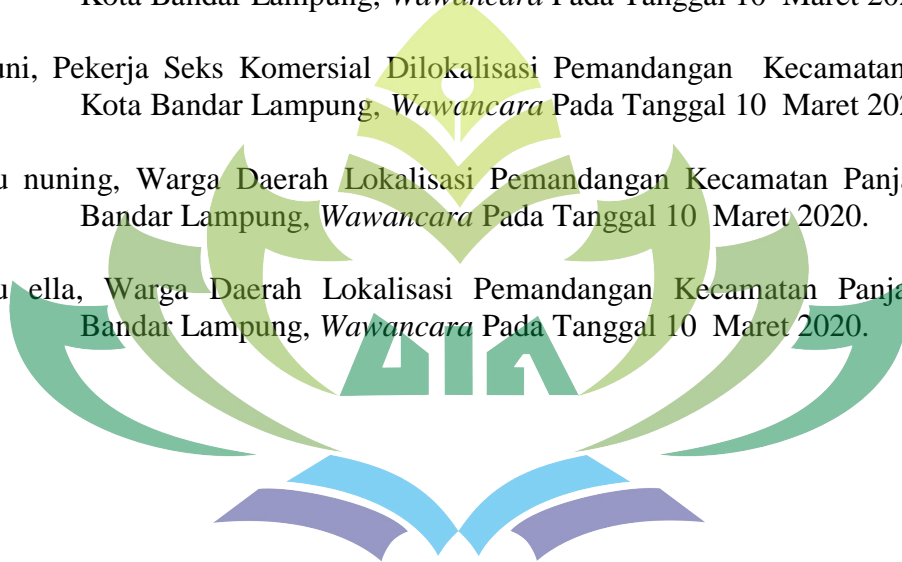 Kota Bandar Lampung, Wawancara Pada Tanggal 10 Maret 202
uni, Pekerja Seks Komersial Dilokalisasi Pemandangan Kecamatan
Kota Bandar Lampung, Wawancara Pada Tanggal 10 Maret 202
u nuning, Warga Daerah Lokalisasi Pemandangan Kecamatan Panja
Bandar Lampung, Wawancara Pada Tanggal 10 Maret 2020.
u ella, Warga Daerah Lokalisasi Pemandangan Kecamatan Panja
Bandar Lampung, Wawancara Pada Tanggal 10 Maret 2020.